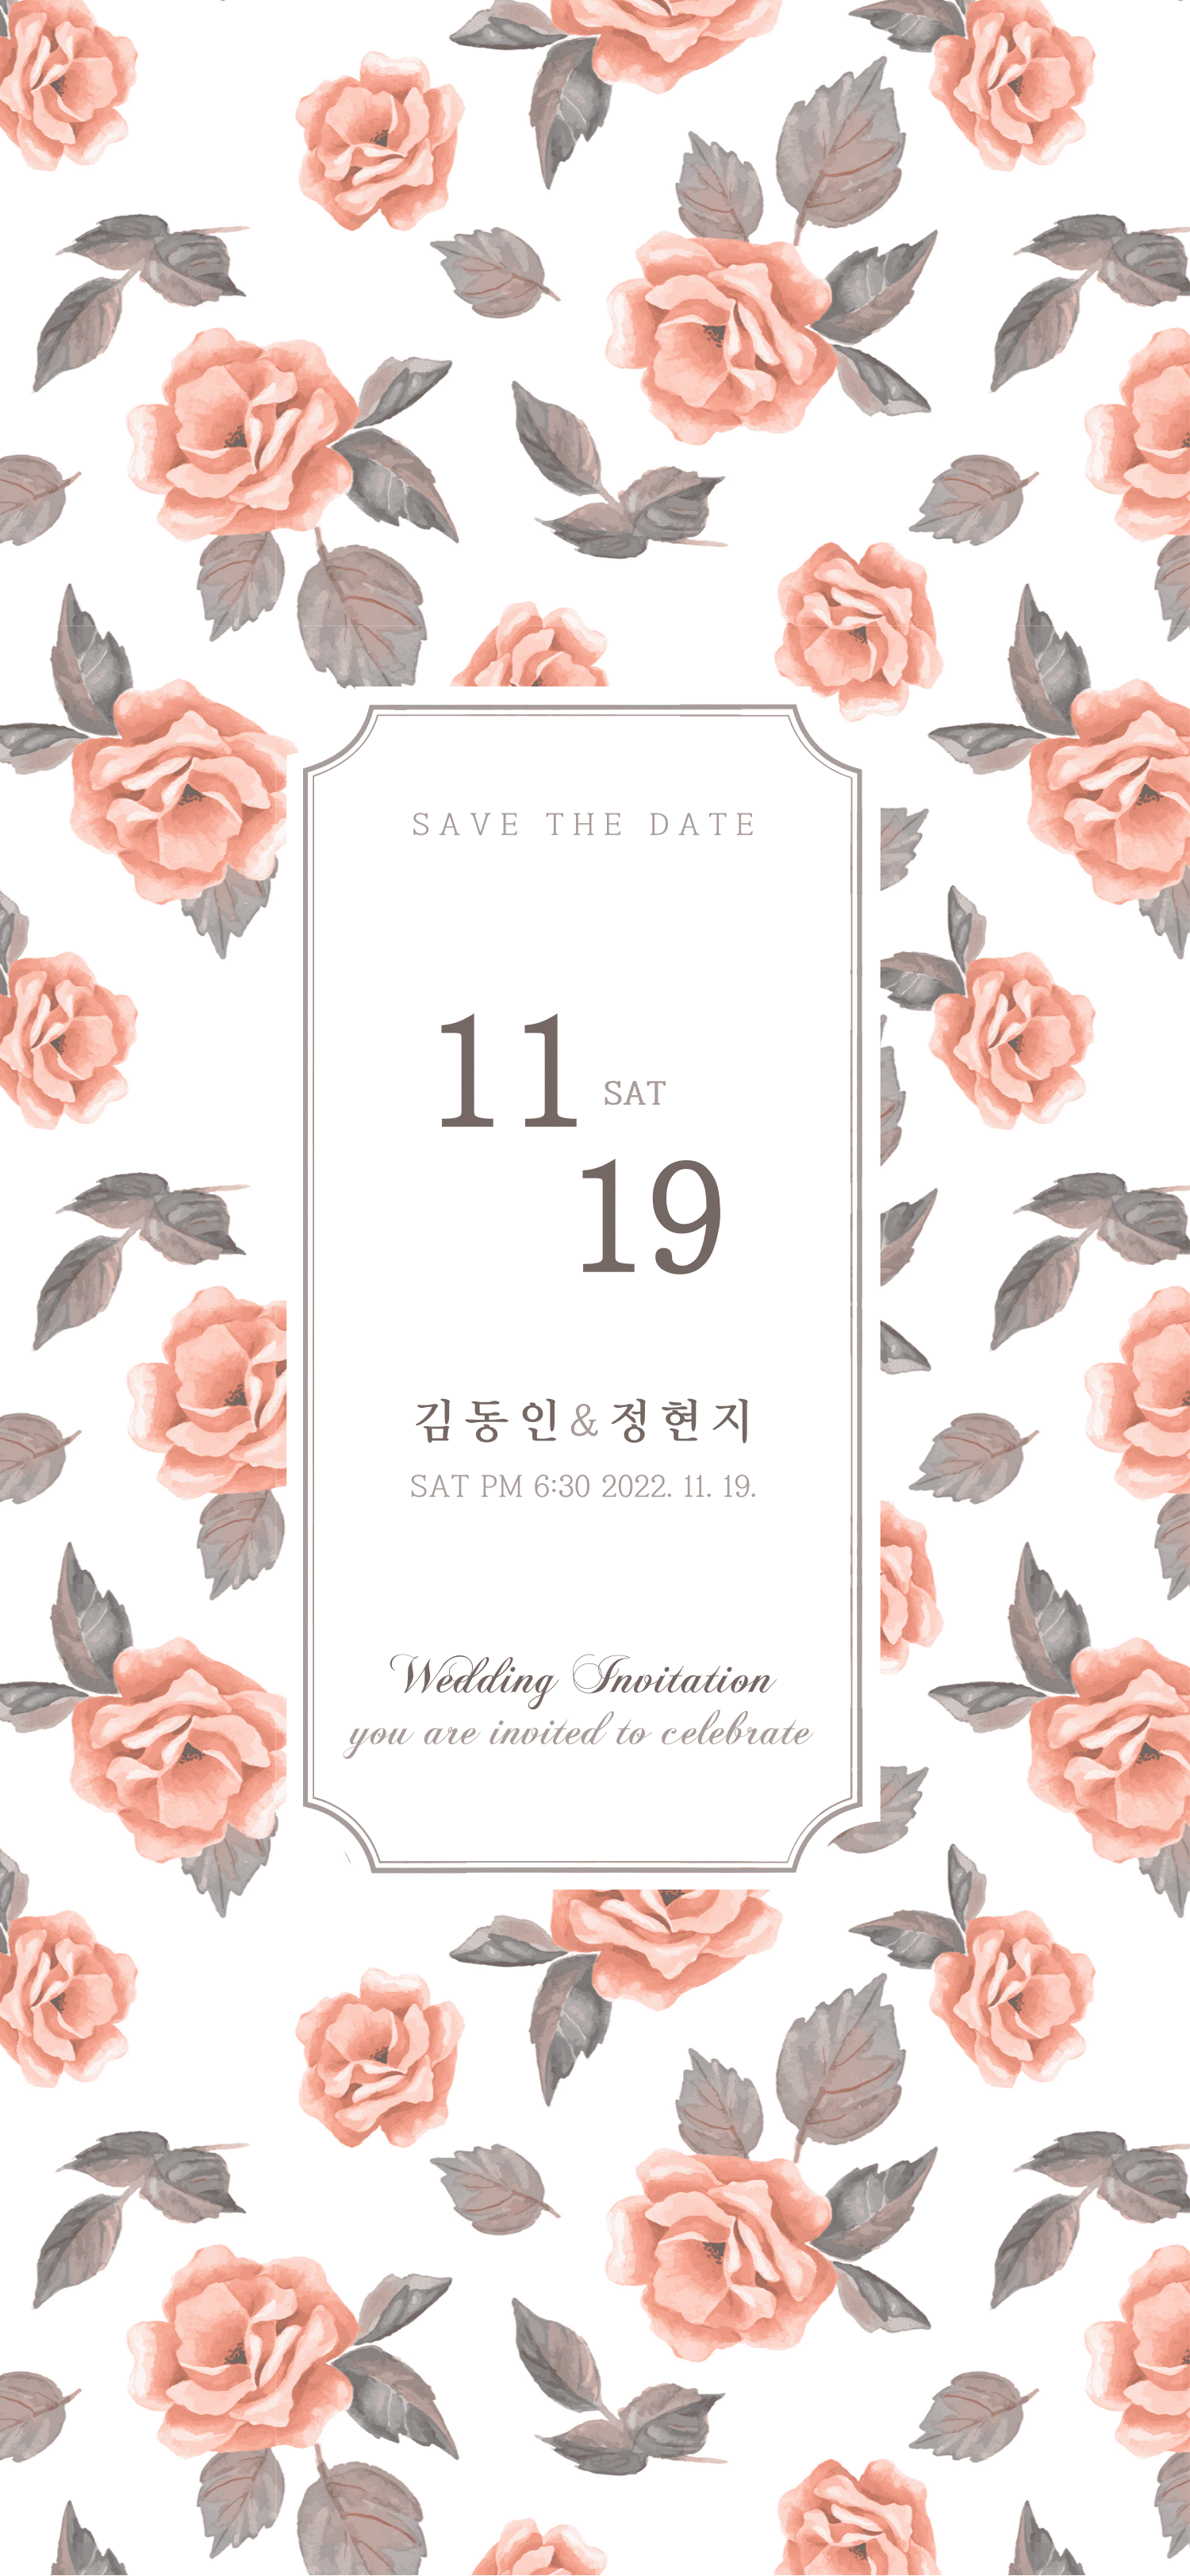 SAVE THE DATE
11 SAT
19
김동인 & 정현지
SAT PM 6:30 2022. 11. 19.
Wedding Invitation
you are invited to celebrate